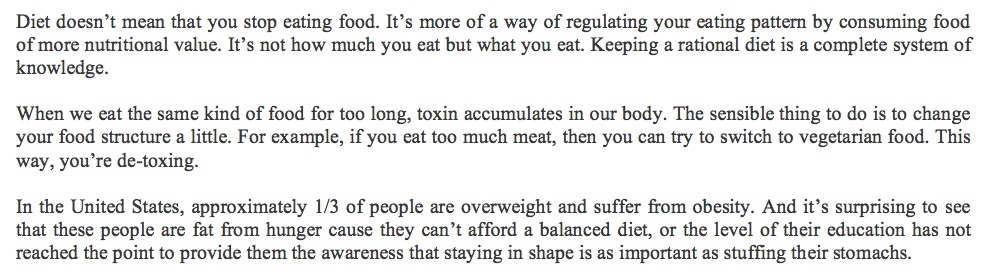 Diet doesn’t mean that you stop eating food. It’s more of a way of regulating your eating pattern by consuming food
of more nutritional value. It’s not how much you eat but what you eat. Keeping a rational diet is a complete system of
knowledge.
When we eat the same kind of food for too long, toxin accumulates in our body. The sensible thing to do is to change
your food structure a little. For example, if you eat too much meat, then you can try to switch to vegetarian food. This
way, you’re de-toxing.
In the United States, approximately 1/3 of people are overweight and suffer from obesity. And it’s surprising to see
that these people are fat from hunger cause they can’t afford a balanced diet, or the level of their education has not
reached the point to provide them the awareness that staying in shape is as important as stuffing their stomachs.